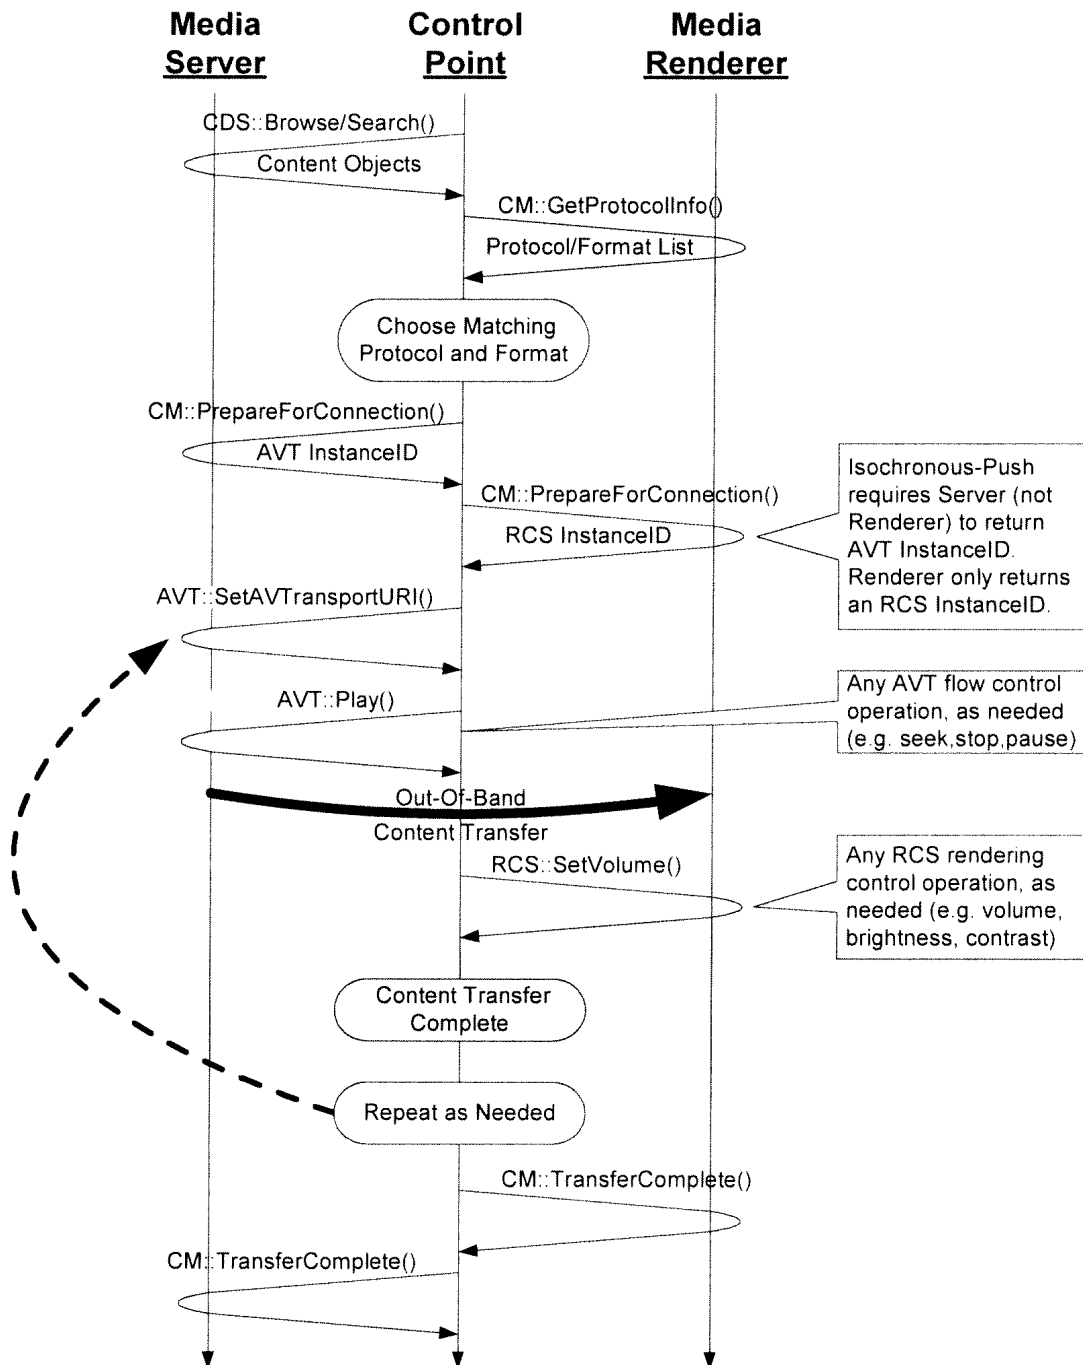 Media
Server
Control
Point
Media
Renderer
CDS::Browse/Search()
Content Objects
CM::GetProtocolInfo()
Protocol/Format List
Choose Matching
Protocol and Format
CM::PrepareForConnection()
AVT InstanceID
CM::PrepareForConnection()
RCS InstanceID
Isochronous-Push
requires Server (not
Renderer) to return
AVT InstanceID.
Renderer only returns
an RCS InstanceID.
AVT::SetAVTransportURI()
AVT::Play()
Any AVT flow control
operation, as needed
(e.g. seek,stop,pause)
Out-Of-Band
Content Transfer
RCS::SetVolume()
Any RCS rendering
control operation, as
needed (e.g. volume,
brightness, contrast)
Content Transfer
Complete
Repeat as Needed
CM::TransferComplete()
CM::TransferComplete()